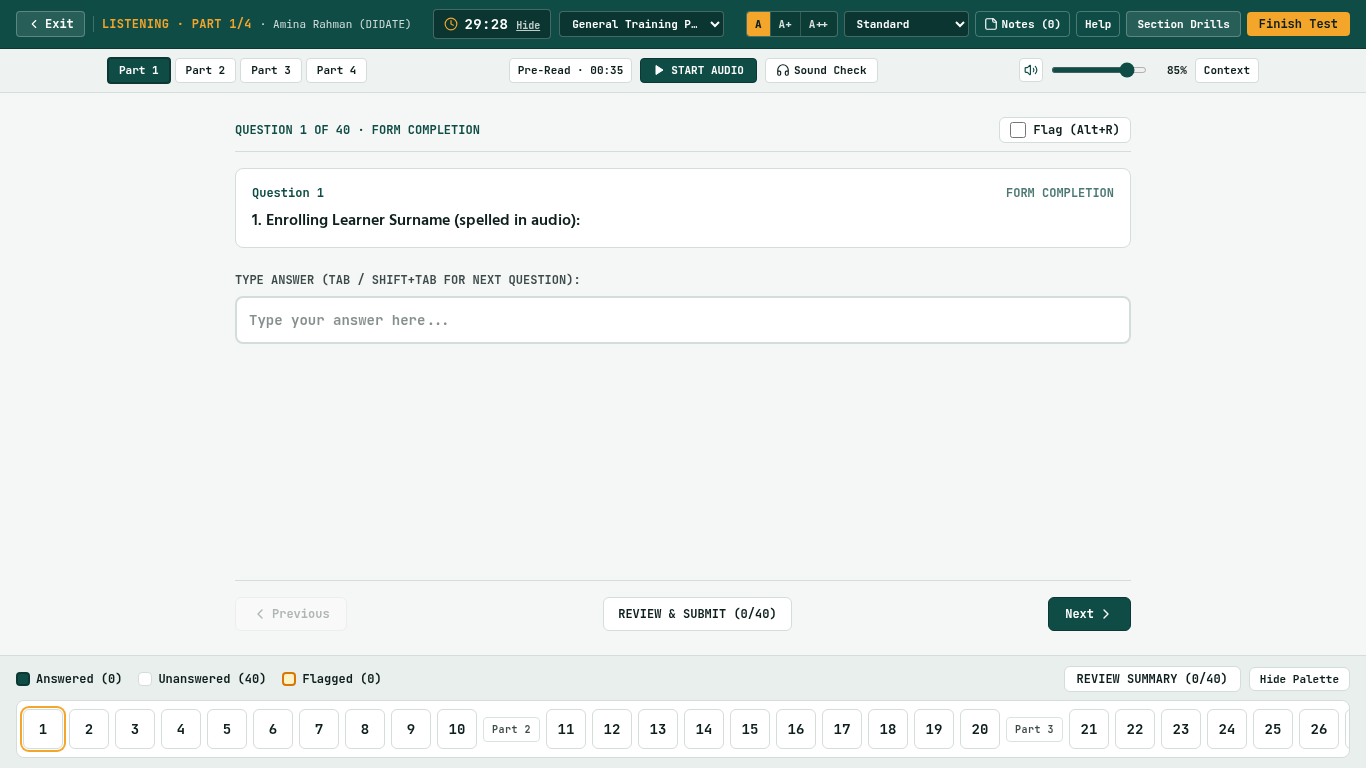 Exit
LISTENING · PART 1/4 · Amina Rahman (DIDATE)
29:28 Hide
General Training P…
A A+ A++
Standard
Notes (0)
Help
Section Drills
Finish Test
Part 1
Part 2
Part 3
Part 4
Pre-Read · 00:35
START AUDIO
Sound Check
85%
Context
QUESTION 1 OF 40 · FORM COMPLETION
Flag (Alt+R)
Question 1
FORM COMPLETION
1. Enrolling Learner Surname (spelled in audio):
TYPE ANSWER (TAB / SHIFT+TAB FOR NEXT QUESTION):
Type your answer here...
Previous
REVIEW & SUBMIT (0/40)
Next
Answered (0)
Unanswered (40)
Flagged (0)
REVIEW SUMMARY (0/40)
Hide Palette
1 2 3 4 5 6 7 8 9 10 Part 2 11 12 13 14 15 16 17 18 19 20 Part 3 21 22 23 24 25 26